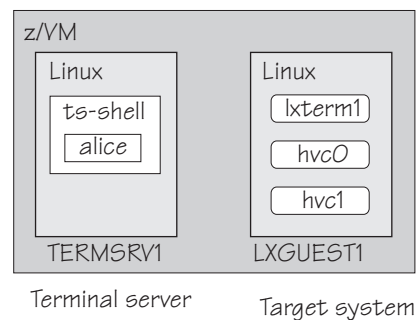 z/VM
Linux
ts-shell
alice
TERMSRV1
Linux
lxterm1
hvc0
hvc1
LXGUEST1
Terminal server
Target system